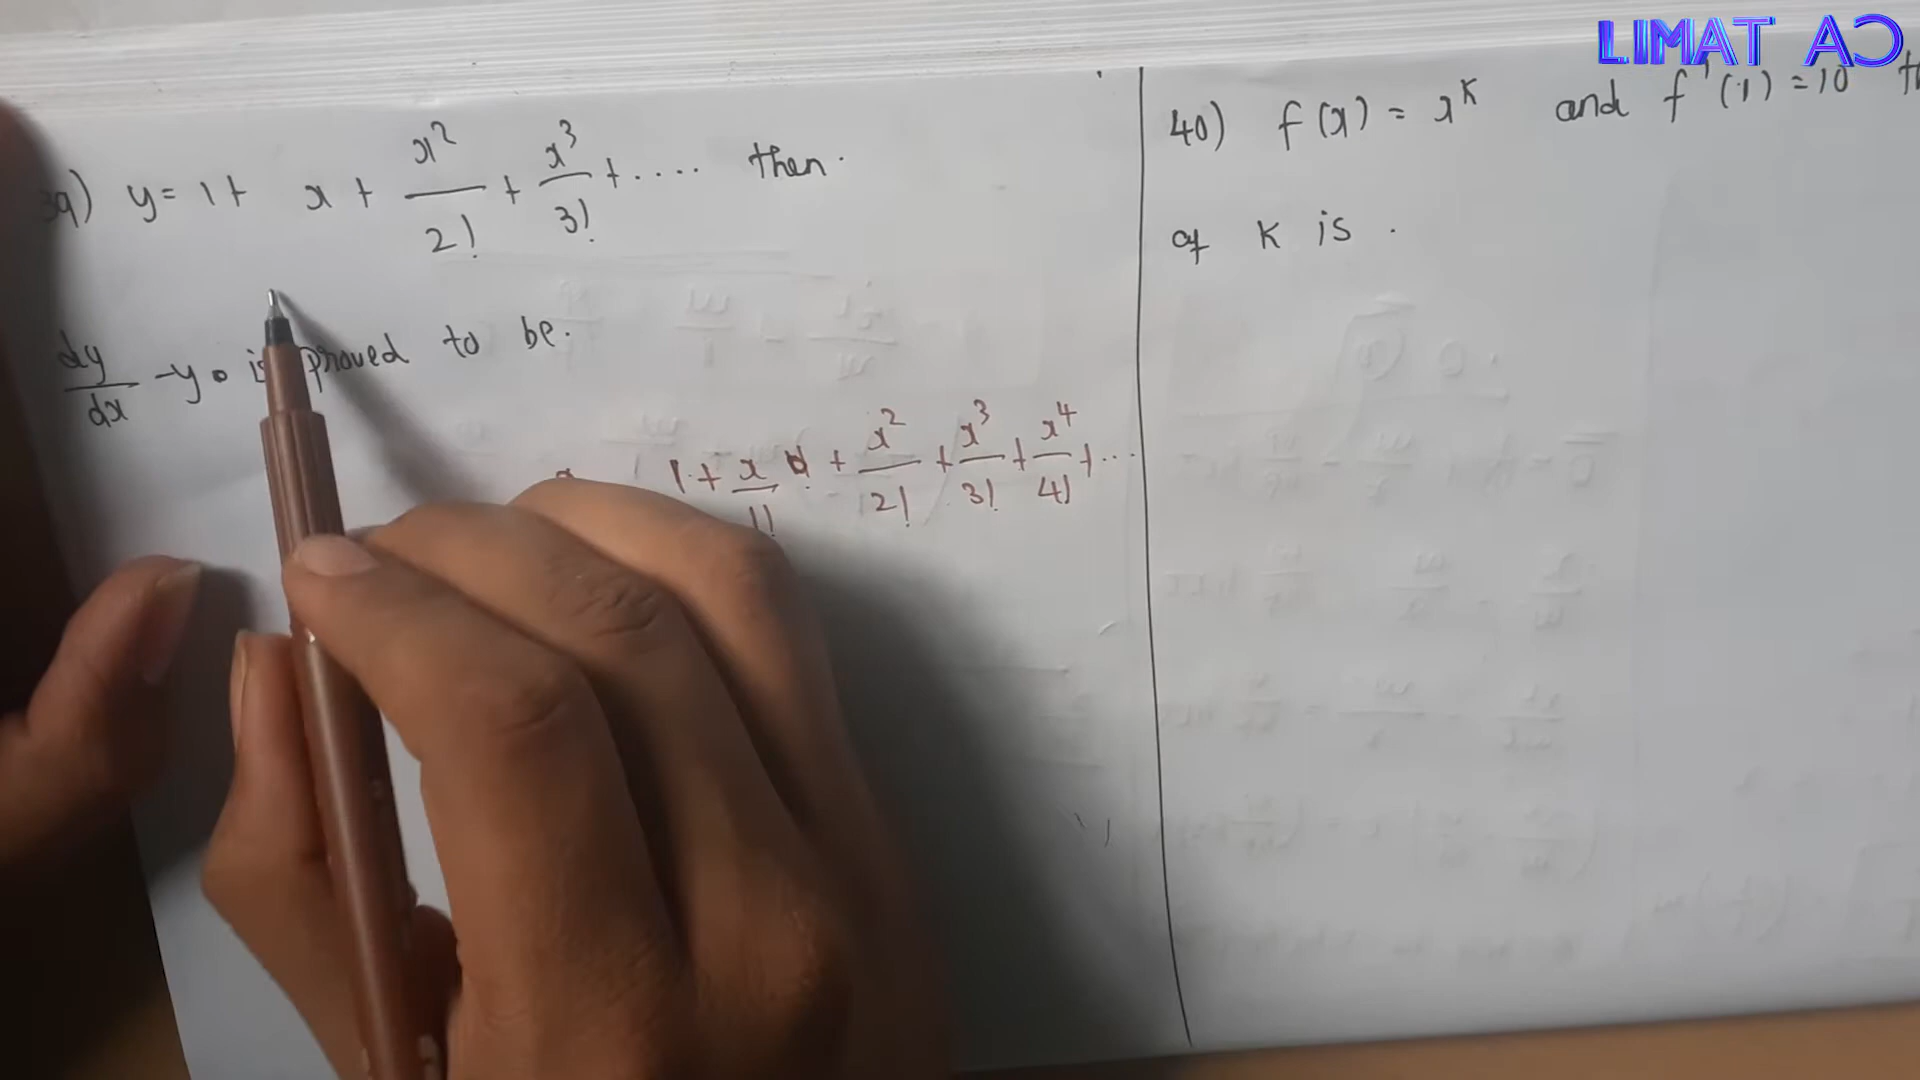 39) y = 1 + x + x²/2! + x³/3! + .... then.
dy/dx - y is proved to be.
1 + x/1! + x²/2! + x³/3! + x⁴/4! + ...
LIMAT AC
40) f(x) = x^k and f'(1) = 10
of k is .